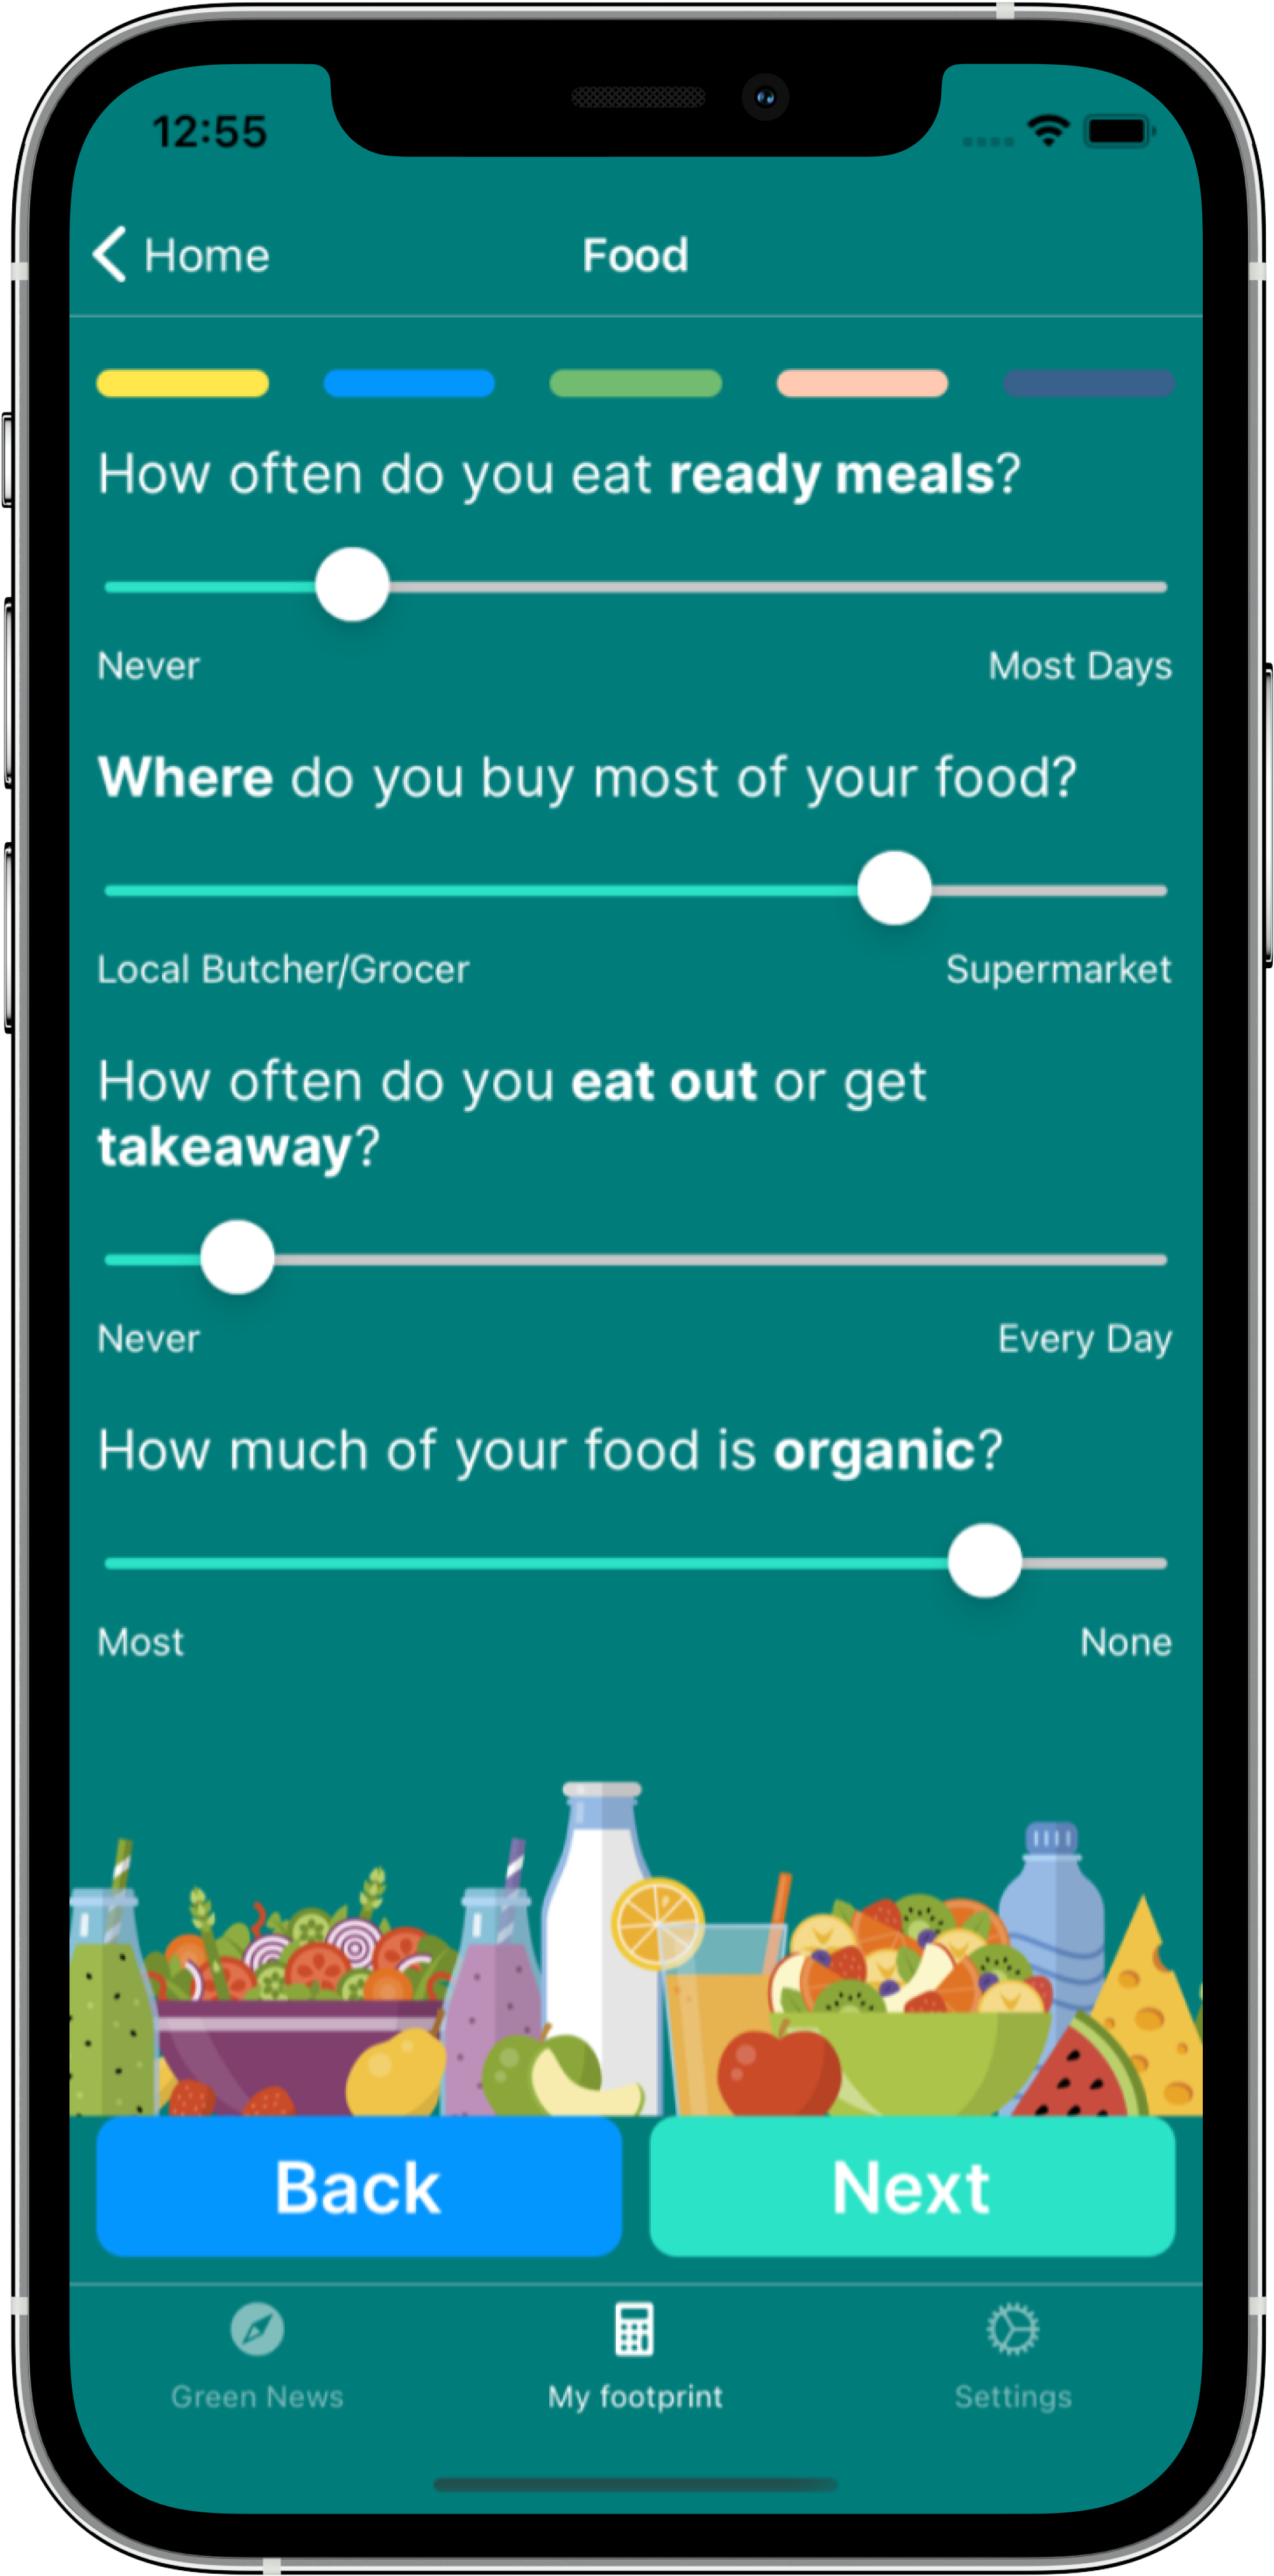 12:55
Home
Food
How often do you eat ready meals?
Never
Most Days
Where do you buy most of your food?
Local Butcher/Grocer
Supermarket
How often do you eat out or get
takeaway?
Never
Every Day
How much of your food is organic?
Most
None
Back
Next
Green News
My footprint
Settings